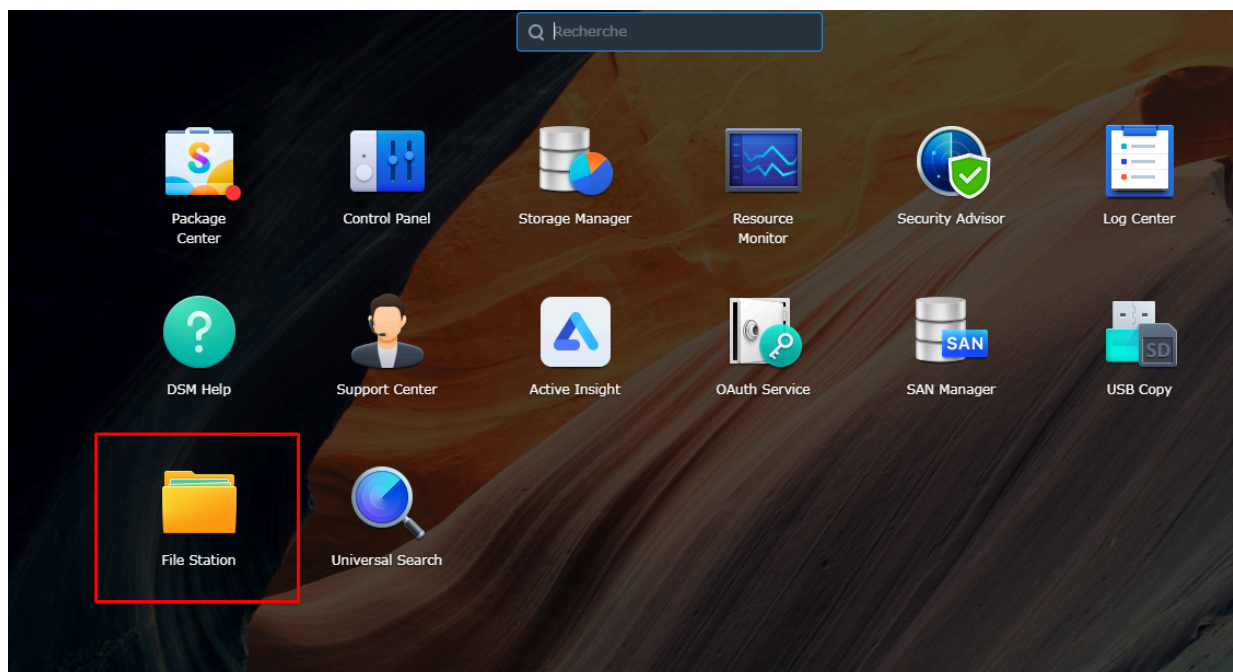 Recherche
Package
Center
Control Panel
Storage Manager
Resource
Monitor
Security Advisor
Log Center
DSM Help
Support Center
Active Insight
OAuth Service
SAN
SAN Manager
SD
USB Copy
File Station
Universal Search